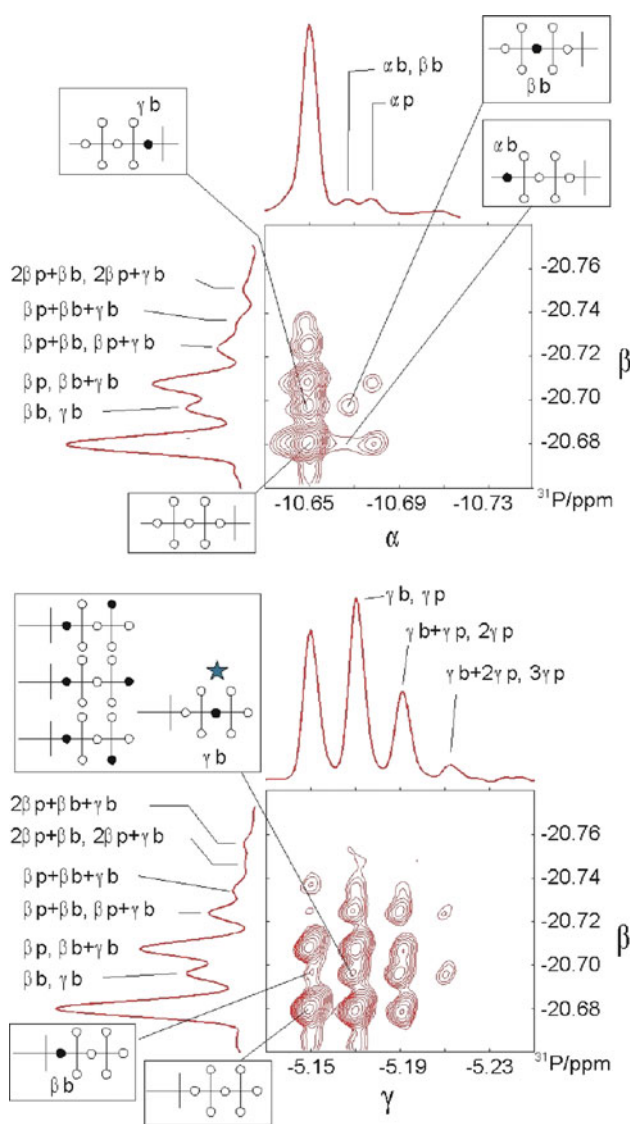 γ b
α b, β b
α p
β b
α b
2β p+β b, 2β p+γ b
β p+β b+γ b
β p+β b, β p+γ b
β p, β b+γ b
β b, γ b
-20.76
-20.74
-20.72
-20.70
-20.68
β
-10.65 -10.69 -10.73
³¹P/ppm
α
γ b, γ p
γ b+γ p, 2γ p
γ b+2γ p, 3γ p
γ b
2β p+β b+γ b
2β p+β b, 2β p+γ b
β p+β b+γ b
β p+β b, β p+γ b
β p, β b+γ b
β b, γ b
-20.76
-20.74
-20.72
-20.70
-20.68
β
β b
-5.15 -5.19 -5.23
³¹P/ppm
γ